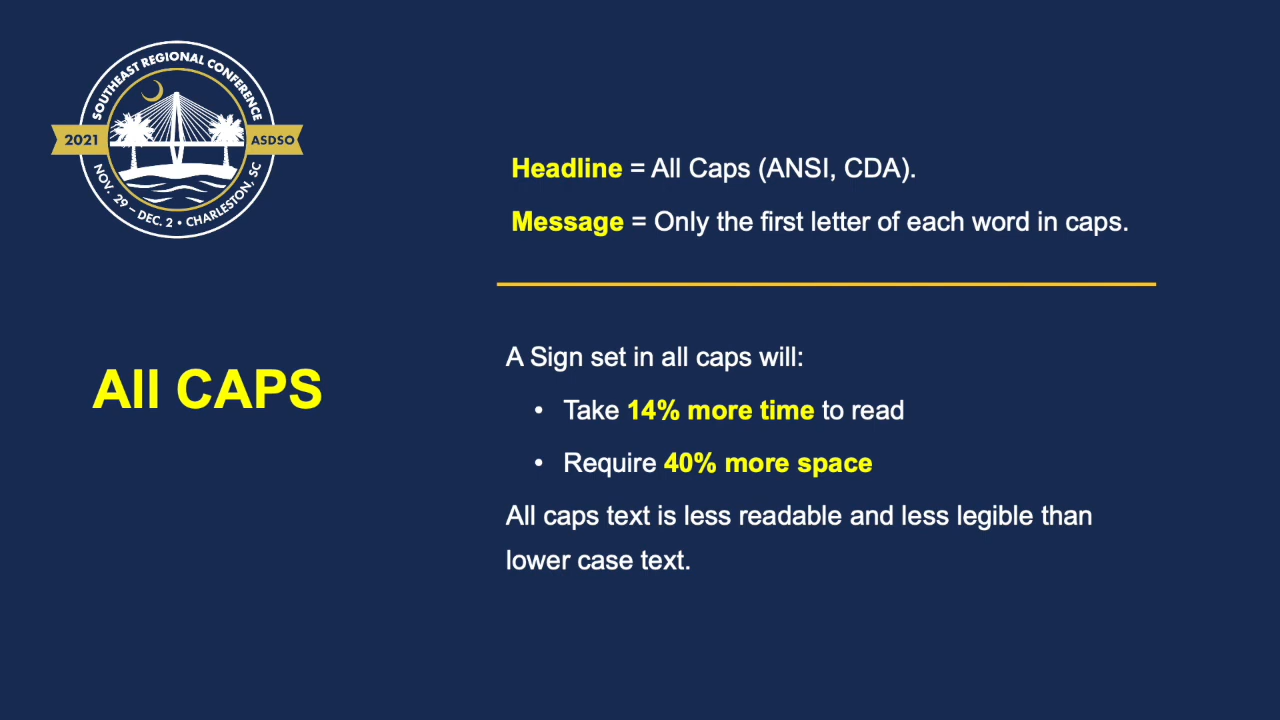 SOUTHEAST REGIONAL CONFERENCE
2021
ASDSO
NOV. 29 – DEC. 2 • CHARLESTON, SC
Headline = All Caps (ANSI, CDA).
Message = Only the first letter of each word in caps.
All CAPS
A Sign set in all caps will:
• Take 14% more time to read
• Require 40% more space
All caps text is less readable and less legible than
lower case text.